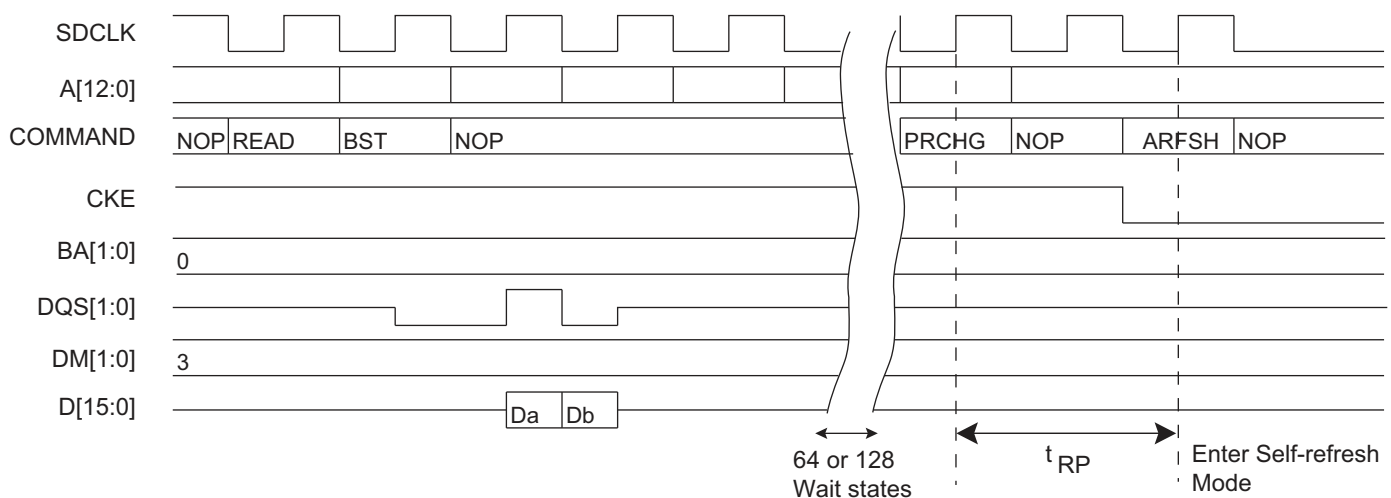 SDCLK
A[12:0]
COMMAND NOP READ BST NOP PRCHG NOP ARFSH NOP
CKE
BA[1:0] 0
DQS[1:0]
DM[1:0] 3
D[15:0] Da Db
64 or 128
Wait states
tRP
Enter Self-refresh
Mode